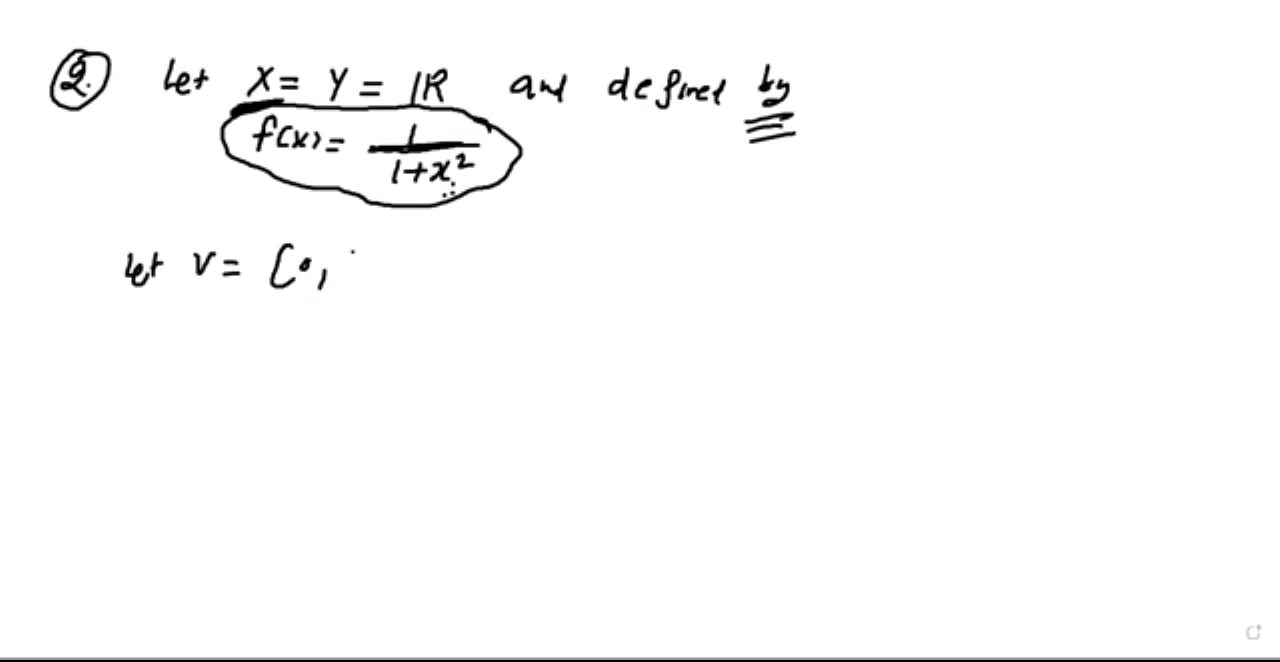 2. Let X = Y = ℝ and defined by
f(x) = 1/(1+x²)
let V = [0,